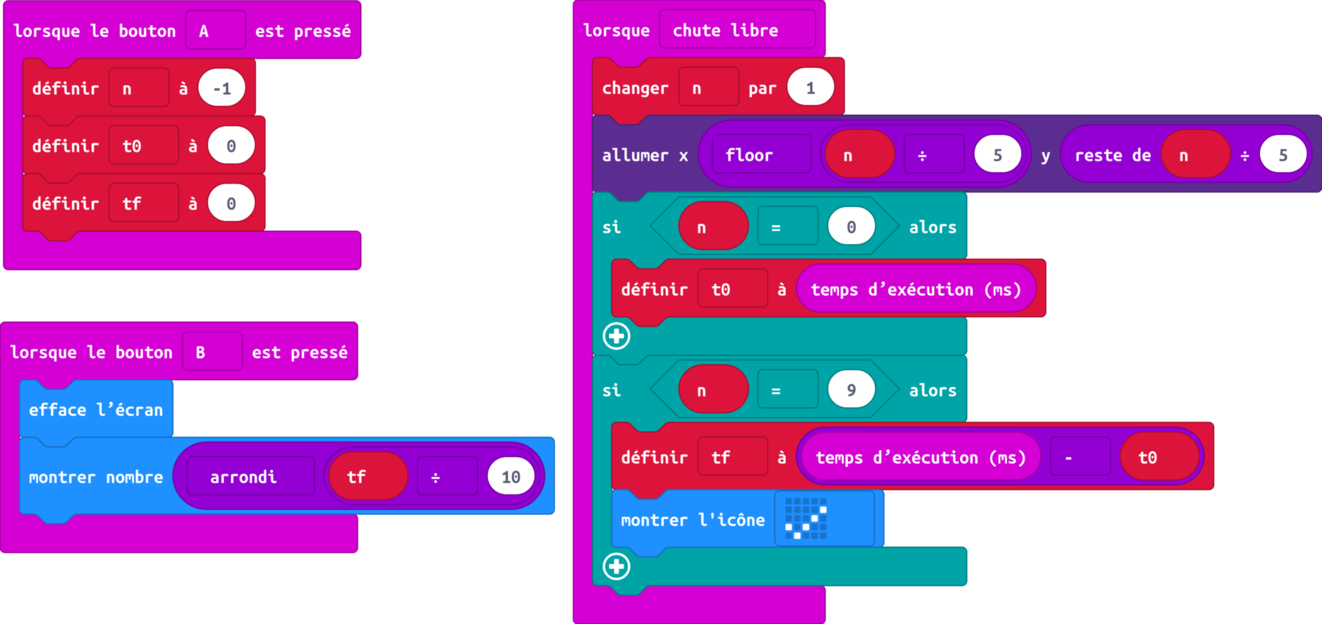 lorsque le bouton A est pressé
définir n à -1
définir t0 à 0
définir tf à 0
lorsque le bouton B est pressé
efface l’écran
montrer nombre arrondi tf ÷ 10
lorsque chute libre
changer n par 1
allumer x floor n ÷ 5 y reste de n ÷ 5
si n = 0 alors
définir t0 à temps d’exécution (ms)
si n = 9 alors
définir tf à temps d’exécution (ms) - t0
montrer l'icône